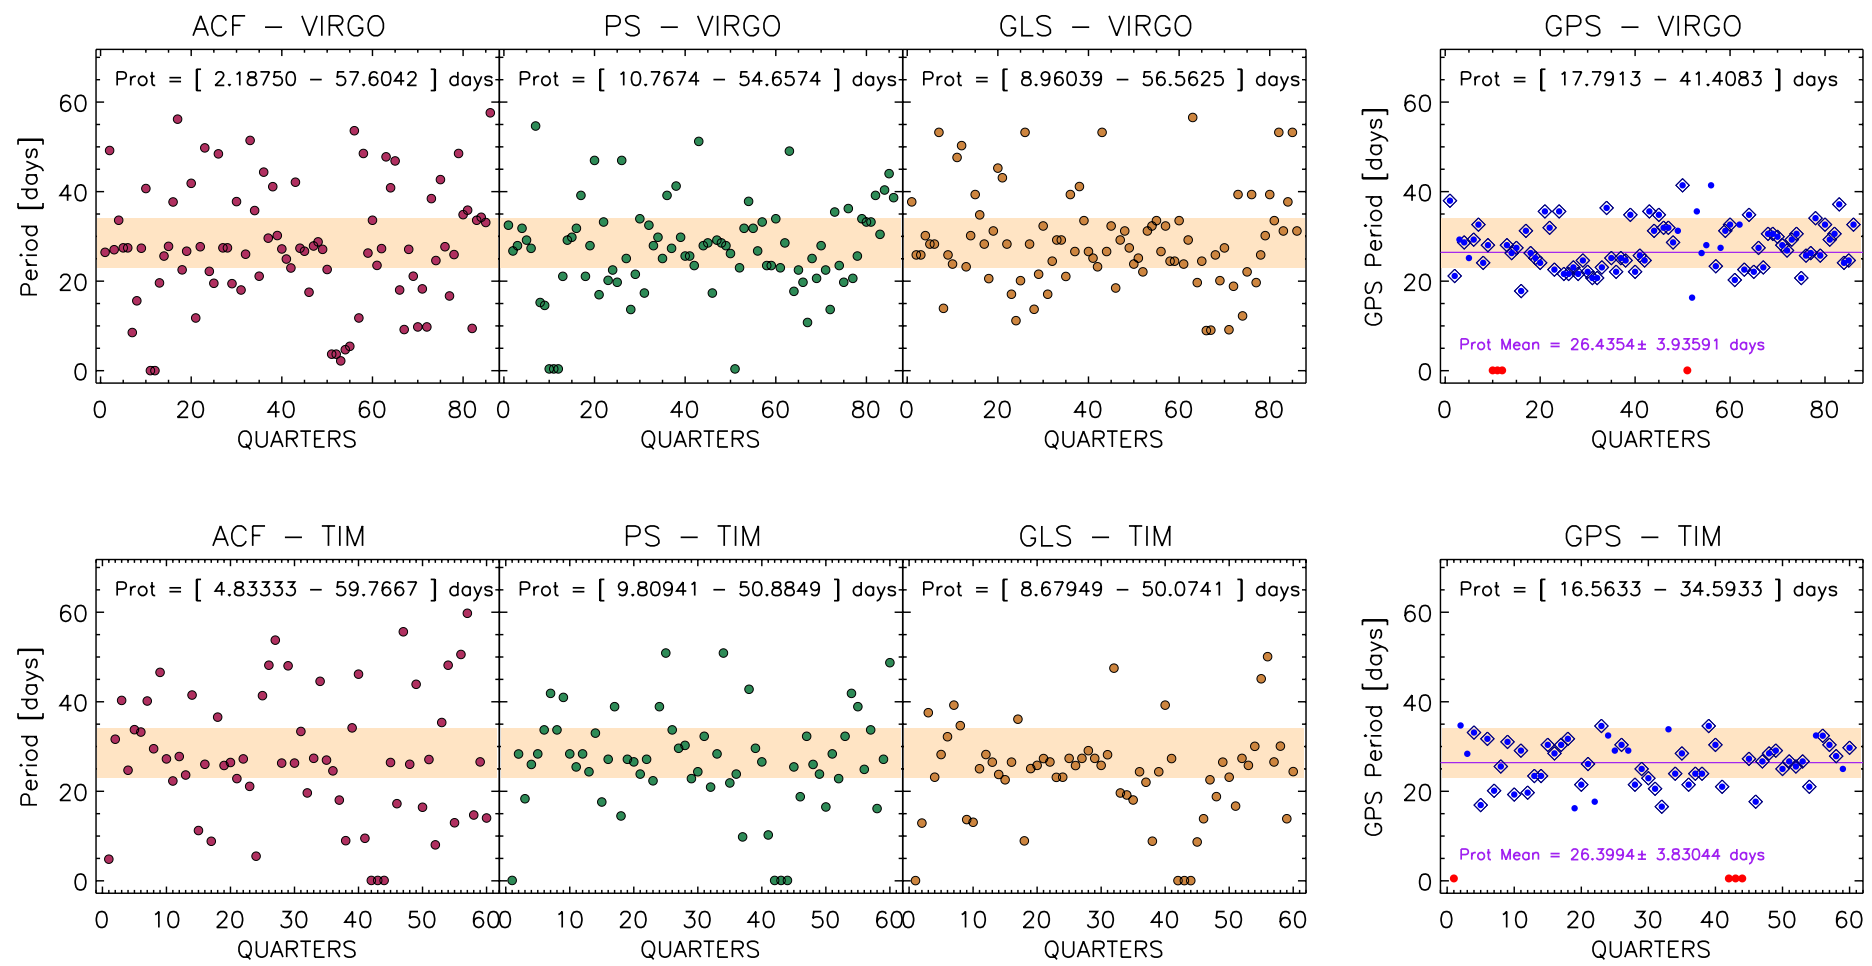 ACF – VIRGO
PS – VIRGO
GLS – VIRGO
GPS – VIRGO
Prot = [ 2.18750 – 57.6042 ] days
Prot = [ 10.7674 – 54.6574 ] days
Prot = [ 8.96039 – 56.5625 ] days
Prot = [ 17.7913 – 41.4083 ] days
Period [days]
60
40
20
0
GPS Period [days]
60
40
20
0
Prot Mean = 26.4354± 3.93591 days
0 20 40 60 80
0 20 40 60 80
0 20 40 60 80
0 20 40 60 80
QUARTERS
QUARTERS
QUARTERS
QUARTERS
ACF – TIM
PS – TIM
GLS – TIM
GPS – TIM
Prot = [ 4.83333 – 59.7667 ] days
Prot = [ 9.80941 – 50.8849 ] days
Prot = [ 8.67949 – 50.0741 ] days
Prot = [ 16.5633 – 34.5933 ] days
Period [days]
60
40
20
0
GPS Period [days]
60
40
20
0
Prot Mean = 26.3994± 3.83044 days
0 10 20 30 40 50 60
10 20 30 40 50 60
0 10 20 30 40 50 60
0 10 20 30 40 50 60
QUARTERS
QUARTERS
QUARTERS
QUARTERS